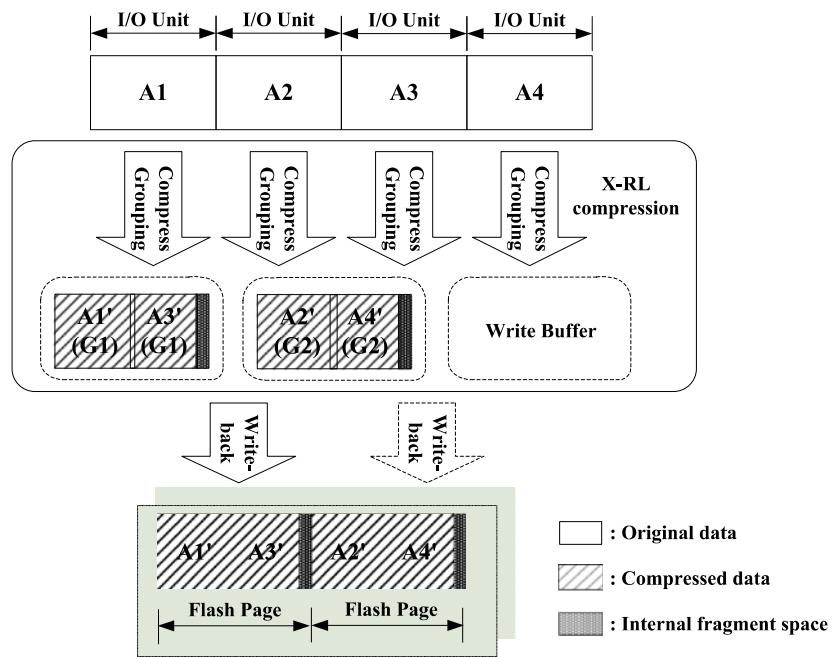 I/O Unit I/O Unit I/O Unit I/O Unit
A1 A2 A3 A4
Compress Grouping
Compress Grouping
Compress Grouping
Compress Grouping
X-RL
compression
A1' A3'
(G1) (G1)
A2' A4'
(G2) (G2)
Write Buffer
Write-
back
Write-
back
A1' A3' A2' A4'
Flash Page Flash Page
: Original data
: Compressed data
: Internal fragment space